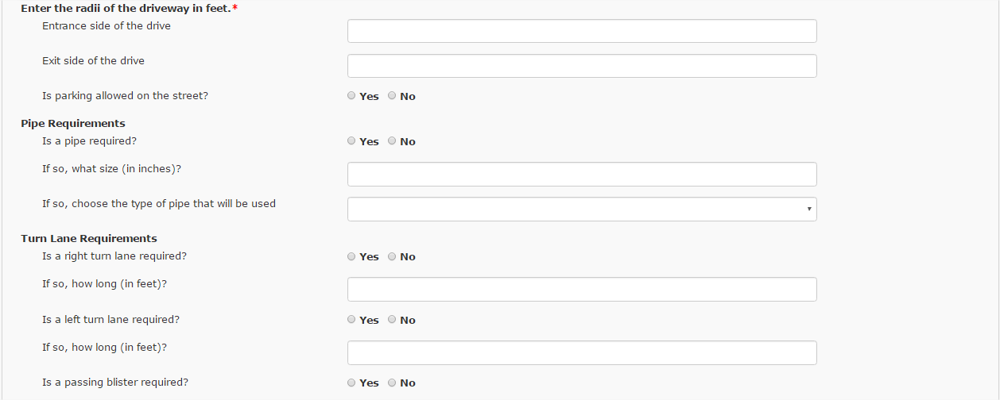 Enter the radii of the driveway in feet.*
Entrance side of the drive
Exit side of the drive
Is parking allowed on the street? Yes No
Pipe Requirements
Is a pipe required? Yes No
If so, what size (in inches)?
If so, choose the type of pipe that will be used
Turn Lane Requirements
Is a right turn lane required? Yes No
If so, how long (in feet)?
Is a left turn lane required? Yes No
If so, how long (in feet)?
Is a passing blister required? Yes No